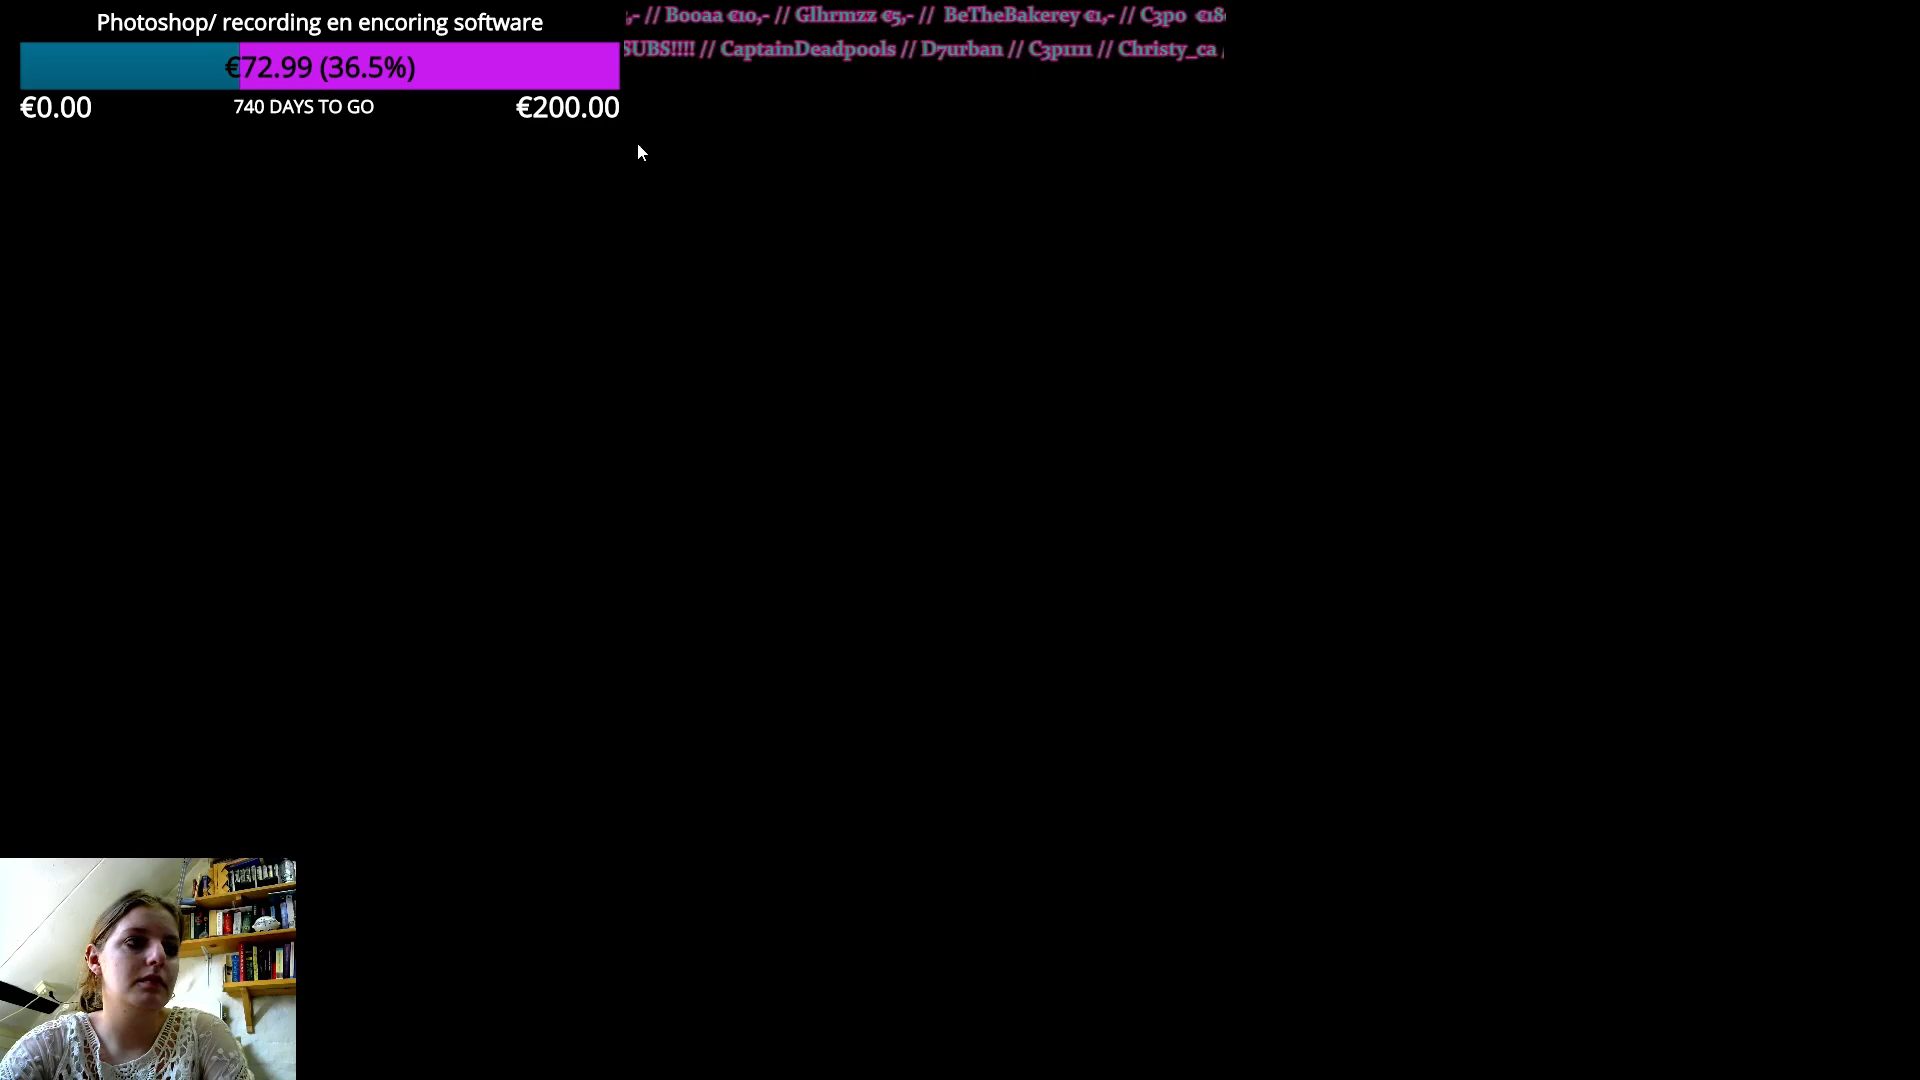 Photoshop/ recording en encoring software
€72.99 (36.5%)
€0.00 740 DAYS TO GO €200.00
,- // Booaa €10,- // Glhrmzz €5,- // BeTheBakerey €1,- // C3po €18
SUBS!!!! // CaptainDeadpools // D7urban // C3p1111 // Christy_ca /